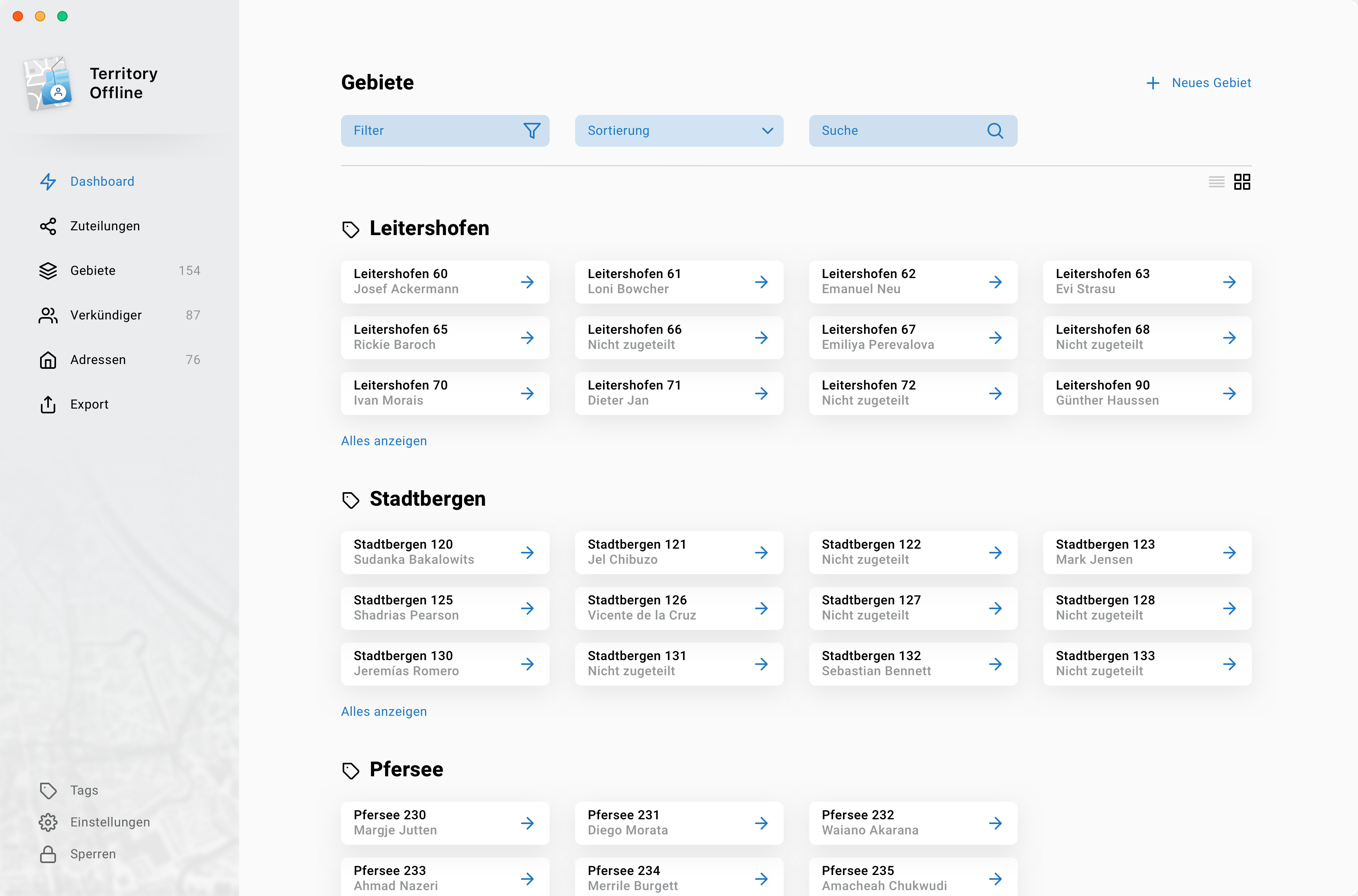 Territory
Offline
Dashboard
Zuteilungen
Gebiete 154
Verkündiger 87
Adressen 76
Export
Tags
Einstellungen
Sperren
Gebiete
Neues Gebiet
Filter
Sortierung
Suche
Leitershofen
Leitershofen 60
Josef Ackermann
Leitershofen 61
Loni Bowcher
Leitershofen 62
Emanuel Neu
Leitershofen 63
Evi Strasu
Leitershofen 65
Rickie Baroch
Leitershofen 66
Nicht zugeteilt
Leitershofen 67
Emiliya Perevalova
Leitershofen 68
Nicht zugeteilt
Leitershofen 70
Ivan Morais
Leitershofen 71
Dieter Jan
Leitershofen 72
Nicht zugeteilt
Leitershofen 90
Günther Haussen
Alles anzeigen
Stadtbergen
Stadtbergen 120
Sudanka Bakalowits
Stadtbergen 121
Jel Chibuzo
Stadtbergen 122
Nicht zugeteilt
Stadtbergen 123
Mark Jensen
Stadtbergen 125
Shadrias Pearson
Stadtbergen 126
Vicente de la Cruz
Stadtbergen 127
Nicht zugeteilt
Stadtbergen 128
Nicht zugeteilt
Stadtbergen 130
Jeremías Romero
Stadtbergen 131
Nicht zugeteilt
Stadtbergen 132
Sebastian Bennett
Stadtbergen 133
Nicht zugeteilt
Alles anzeigen
Pfersee
Pfersee 230
Margje Jutten
Pfersee 231
Diego Morata
Pfersee 232
Waiano Akarana
Pfersee 233
Ahmad Nazeri
Pfersee 234
Merrile Burgett
Pfersee 235
Amacheah Chukwudi